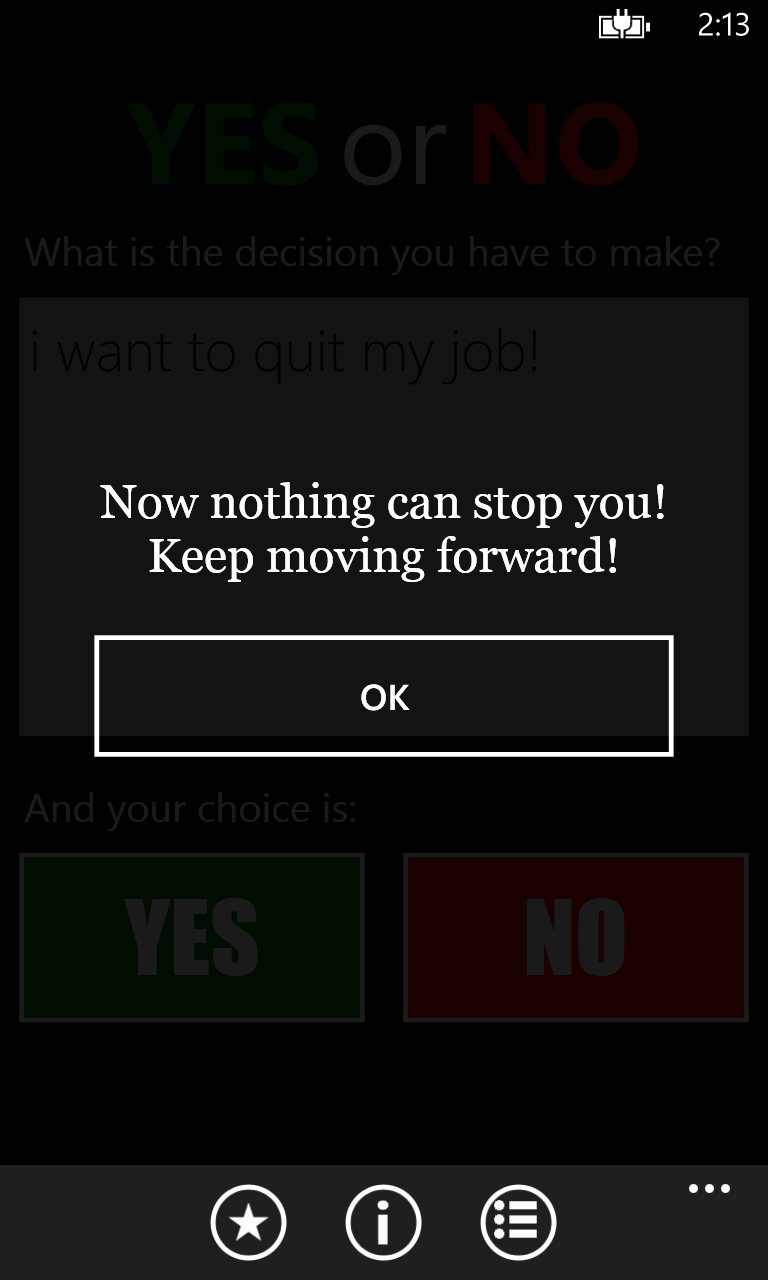 2:13
YES or NO
What is the decision you have to make?
i want to quit my job!
Now nothing can stop you!
Keep moving forward!
OK
And your choice is:
YES NO